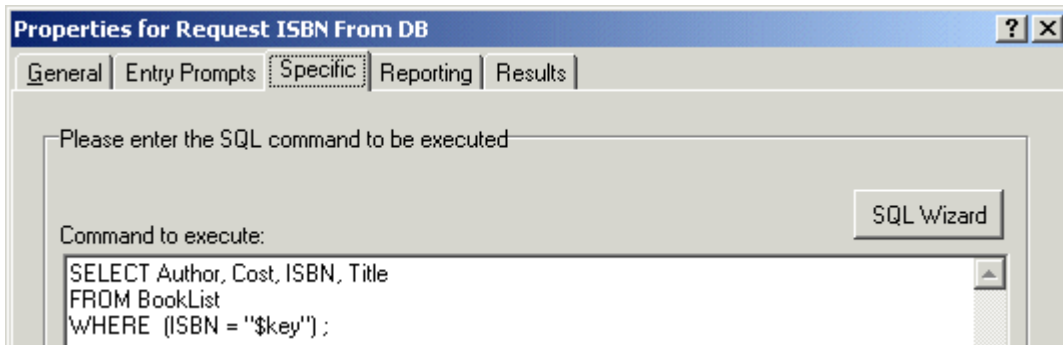 Properties for Request ISBN From DB ? X
General Entry Prompts Specific Reporting Results
Please enter the SQL command to be executed
SQL Wizard
Command to execute:
SELECT Author, Cost, ISBN, Title
FROM BookList
WHERE (ISBN = "$key") ;